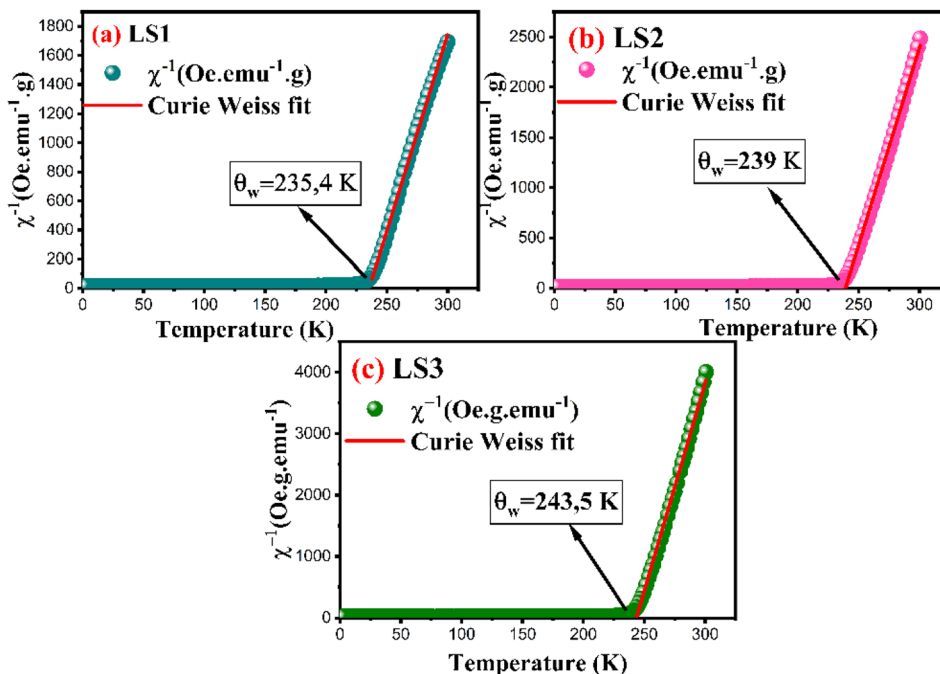 (a) LS1
χ⁻¹(Oe.emu⁻¹.g)
Curie Weiss fit
θw=235,4 K
χ⁻¹(Oe.emu⁻¹.g)
1800
1600
1400
1200
1000
800
600
400
200
0
0 50 100 150 200 250 300
Temperature (K)
(b) LS2
χ⁻¹(Oe.emu⁻¹.g)
Curie Weiss fit
θw=239 K
χ⁻¹(Oe.emu⁻¹.g)
2500
2000
1500
1000
500
0
0 50 100 150 200 250 300
Temperature (K)
(c) LS3
χ⁻¹(Oe.g.emu⁻¹)
Curie Weiss fit
θw=243,5 K
χ⁻¹(Oe.g.emu⁻¹)
4000
3000
2000
1000
0
0 50 100 150 200 250 300
Temperature (K)